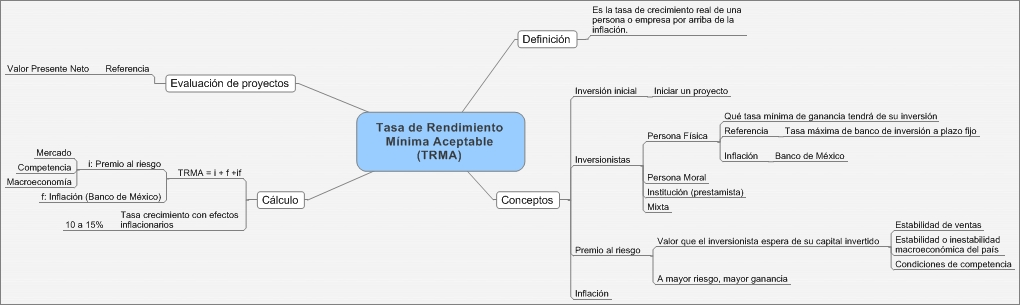 Tasa de Rendimiento
Mínima Aceptable
(TRMA)
Definición
Es la tasa de crecimiento real de una
persona o empresa por arriba de la
inflación.
Evaluación de proyectos
Referencia
Valor Presente Neto
Conceptos
Inversión inicial
Iniciar un proyecto
Inversionistas
Persona Física
Qué tasa mínima de ganancia tendrá de su inversión
Referencia
Tasa máxima de banco de inversión a plazo fijo
Inflación
Banco de México
Persona Moral
Institución (prestamista)
Mixta
Premio al riesgo
Valor que el inversionista espera de su capital invertido
Estabilidad de ventas
Estabilidad o inestabilidad
macroeconómica del país
Condiciones de competencia
A mayor riesgo, mayor ganancia
Inflación
Cálculo
TRMA = i + f +if
i: Premio al riesgo
Mercado
Competencia
Macroeconomía
f: Inflación (Banco de México)
Tasa crecimiento con efectos
inflacionarios
10 a 15%